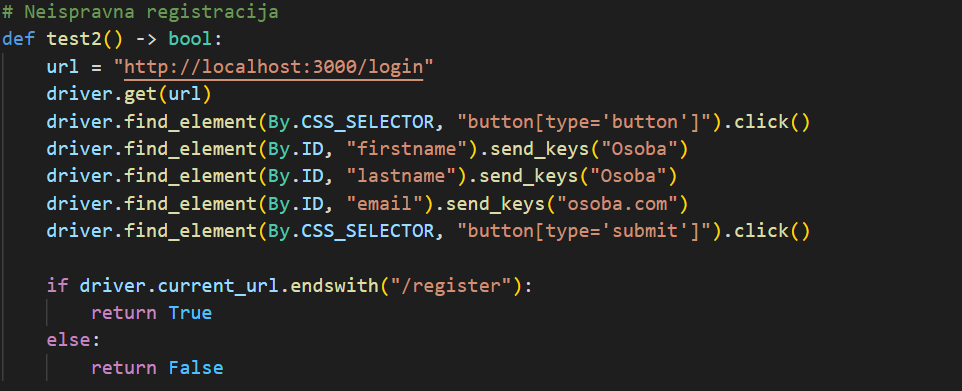 # Neispravna registracija
def test2() -> bool:
    url = "http://localhost:3000/login"
    driver.get(url)
    driver.find_element(By.CSS_SELECTOR, "button[type='button']").click()
    driver.find_element(By.ID, "firstname").send_keys("Osoba")
    driver.find_element(By.ID, "lastname").send_keys("Osoba")
    driver.find_element(By.ID, "email").send_keys("osoba.com")
    driver.find_element(By.CSS_SELECTOR, "button[type='submit']").click()

    if driver.current_url.endswith("/register"):
        return True
    else:
        return False